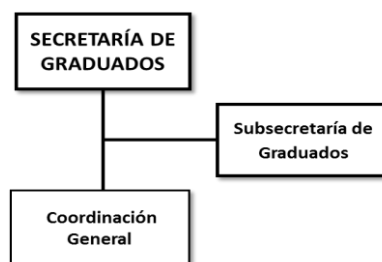 SECRETARÍA DE
GRADUADOS
Subsecretaría de
Graduados
Coordinación
General